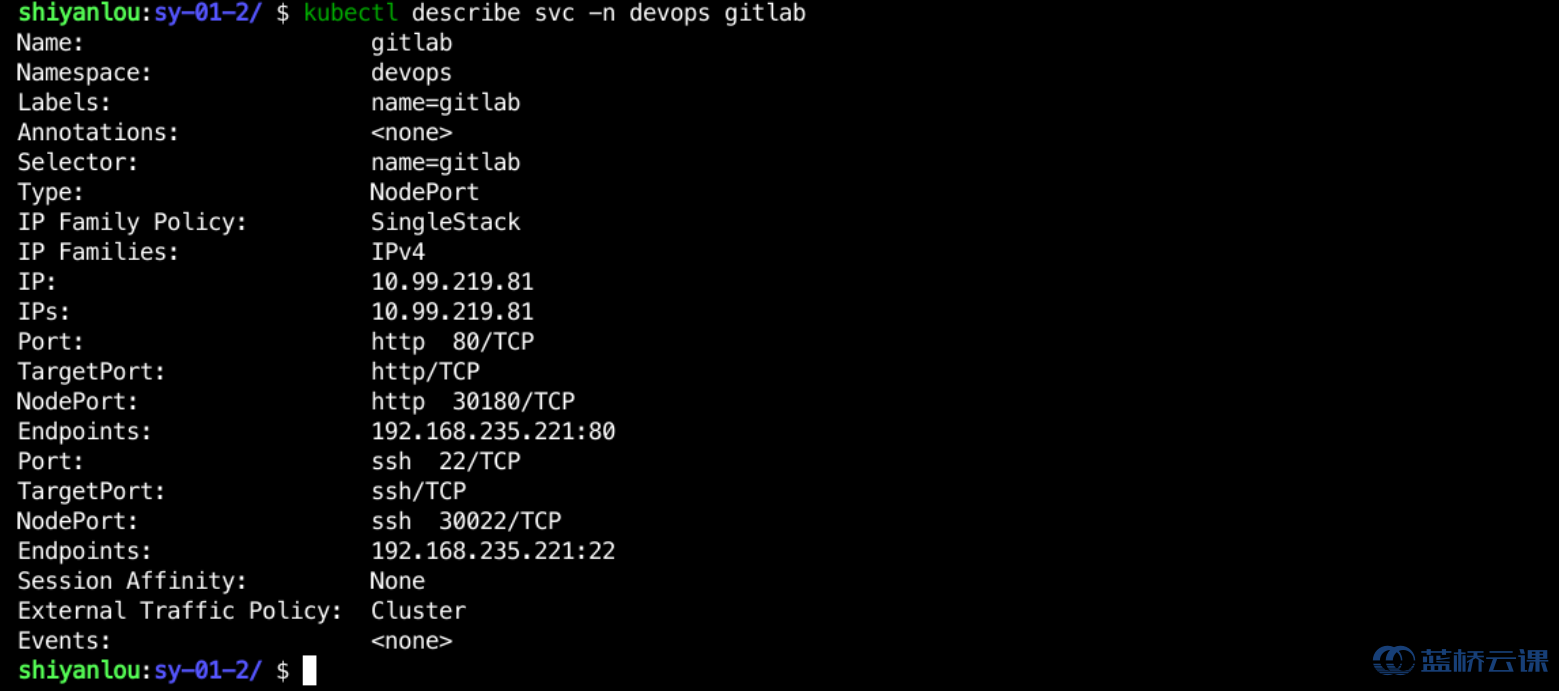 shiyanlou:sy-01-2/ $ kubectl describe svc -n devops gitlab
Name:                     gitlab
Namespace:                devops
Labels:                   name=gitlab
Annotations:              <none>
Selector:                 name=gitlab
Type:                     NodePort
IP Family Policy:         SingleStack
IP Families:              IPv4
IP:                       10.99.219.81
IPs:                      10.99.219.81
Port:                     http  80/TCP
TargetPort:               http/TCP
NodePort:                 http  30180/TCP
Endpoints:                192.168.235.221:80
Port:                     ssh  22/TCP
TargetPort:               ssh/TCP
NodePort:                 ssh  30022/TCP
Endpoints:                192.168.235.221:22
Session Affinity:         None
External Traffic Policy:  Cluster
Events:                   <none>
shiyanlou:sy-01-2/ $
蓝桥云课